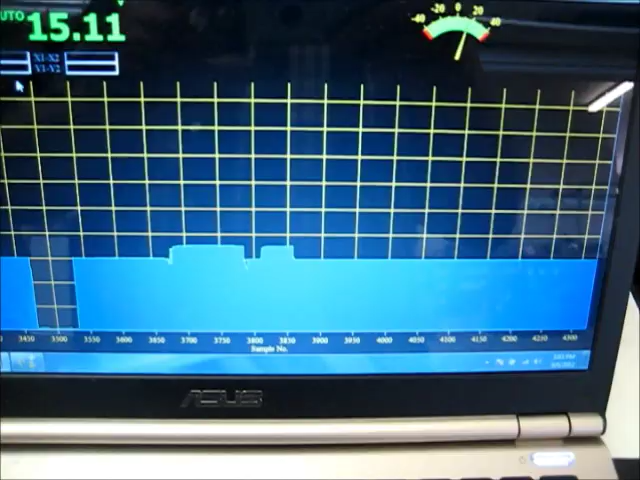 AUTO
15.11
-40 -20 0 20 40
X1-X2
Y1-Y2
3450 3500 3550 3600 3650 3700 3750 3800 3850 3900 3950 4000 4050 4100 4150 4200 4250 4300
Sample No.
ASUS